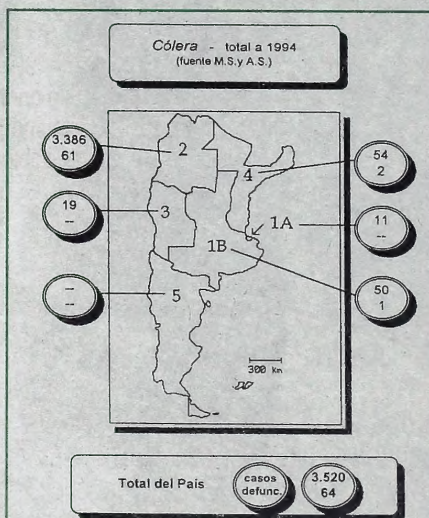 Cólera - total a 1994
(fuente M.S.y A.S.)
3.386
61
2
54
2
4
19
--
3
1A
11
--
1B
--
--
5
50
1
300 Km
Total del País
casos
defunc.
3.520
64